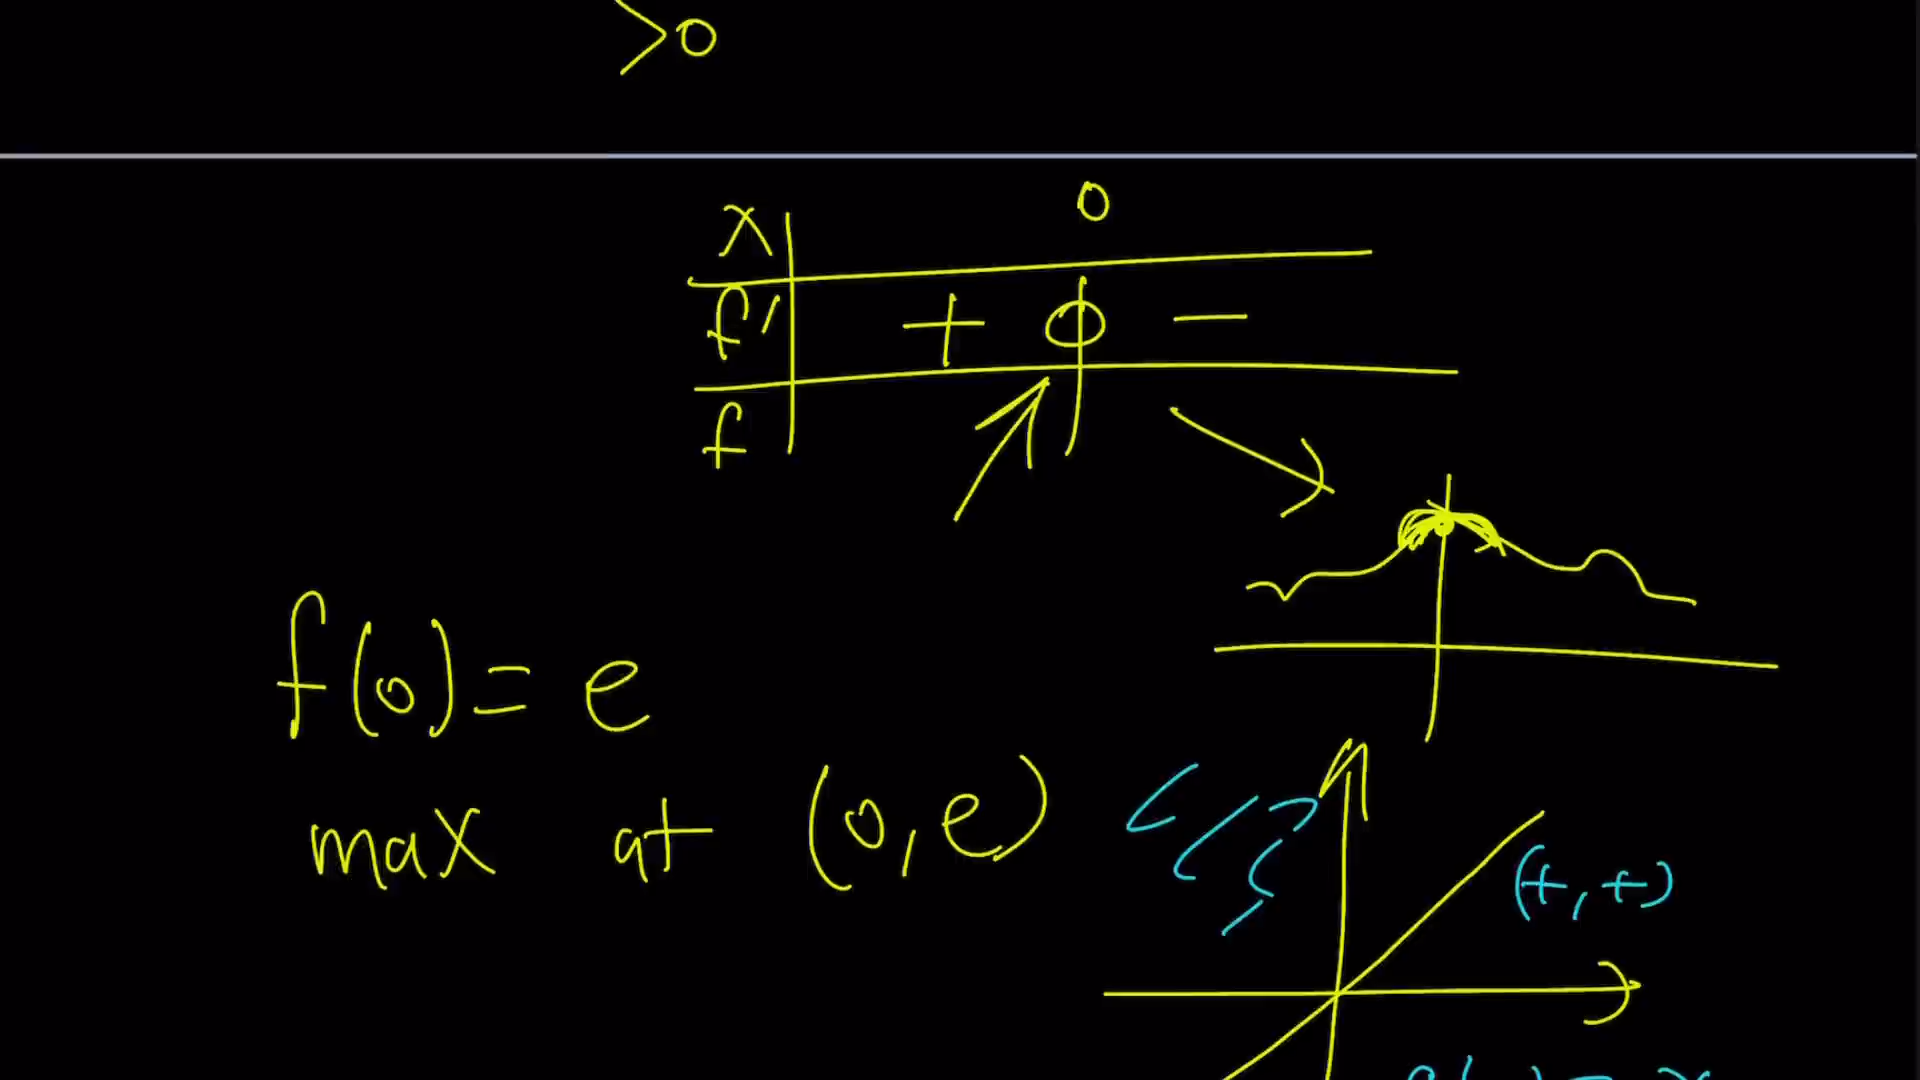 >0
x 0
f' + 0 -
f
f(0) = e
max at (0, e)
(+, +)